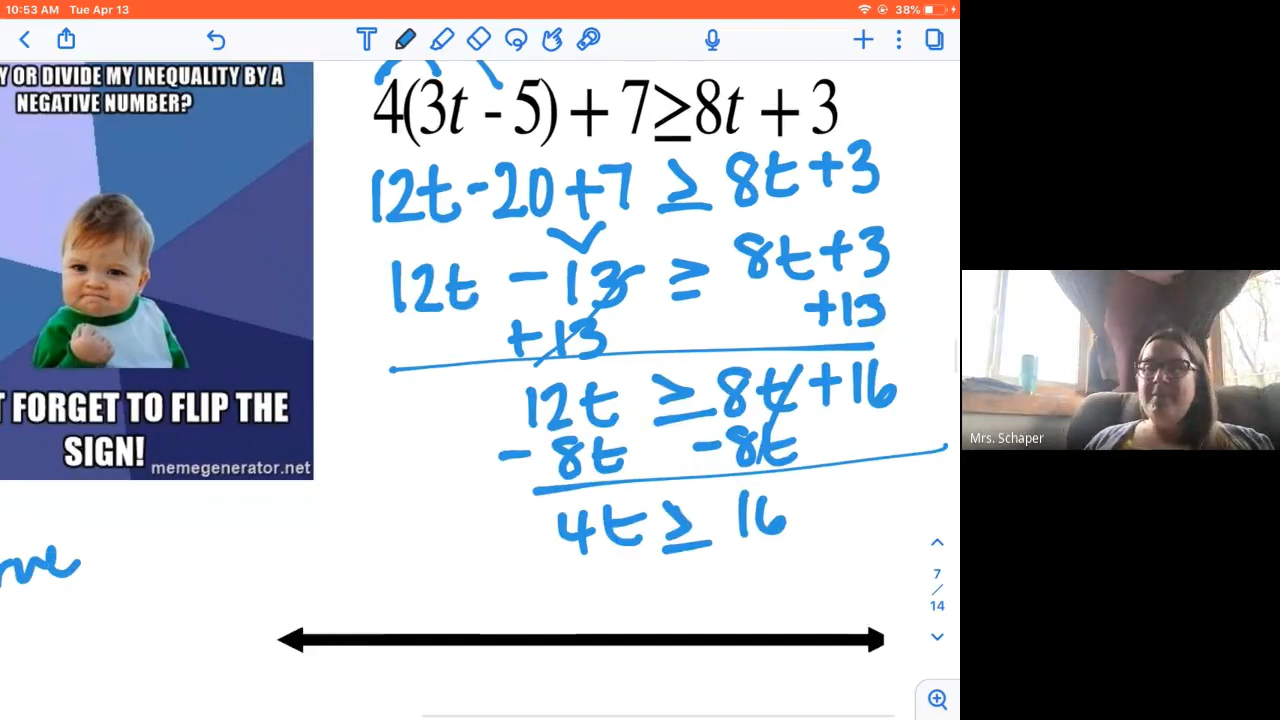 10:53 AM Tue Apr 13
38%
Y OR DIVIDE MY INEQUALITY BY A
NEGATIVE NUMBER?
T FORGET TO FLIP THE
SIGN!
memegenerator.net
4(3t - 5) + 7 ≥ 8t + 3
12t - 20 + 7 ≥ 8t + 3
12t - 13 ≥ 8t + 3
+13 +13
12t ≥ 8t + 16
- 8t - 8t
4t ≥ 16
7
/
14
Mrs. Schaper